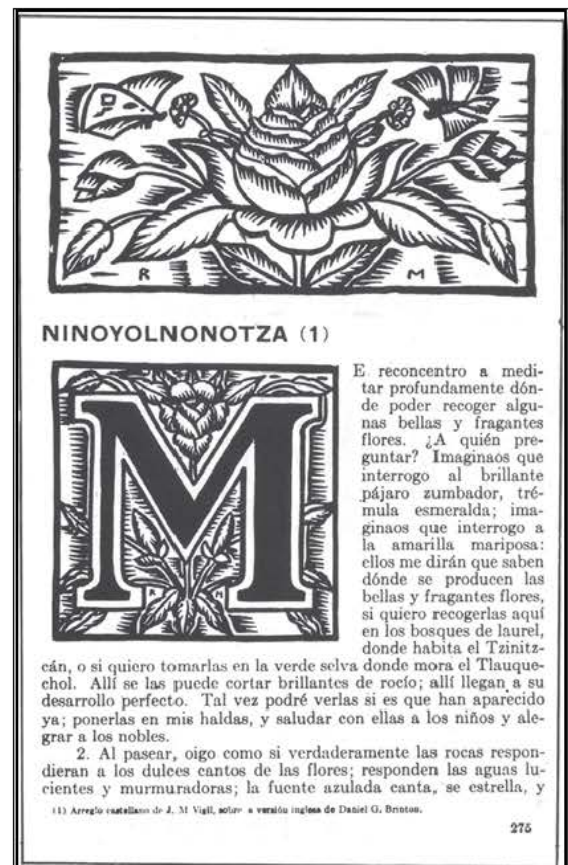 R M
NINOYOLNONOTZA (1)
M
E reconcentro a medi-
tar profundamente dón-
de poder recoger algu-
nas bellas y fragantes
flores. ¿A quién pre-
guntar? Imaginaos que
interrogo al brillante
pájaro zumbador, tré-
mula esmeralda; ima-
ginaos que interrogo a
la amarilla mariposa:
ellos me dirán que saben
dónde se producen las
bellas y fragantes flores,
si quiero recogerlas aquí
en los bosques de laurel,
donde habita el Tzinitz-
R M
cán, o si quiero tomarlas en la verde selva donde mora el Tlauque-
chol. Allí se las puede cortar brillantes de rocío; allí llegan a su
desarrollo perfecto. Tal vez podré verlas si es que han aparecido
ya; ponerlas en mis haldas, y saludar con ellas a los niños y ale-
grar a los nobles.
2. Al pasear, oigo como si verdaderamente las rocas respon-
dieran a los dulces cantos de las flores; responden las aguas lu-
cientes y murmuradoras; la fuente azulada canta, se estrella, y
(1) Arreglo castellano de J. M Vigil, sobre a versión inglesa de Daniel G. Brinton.
275